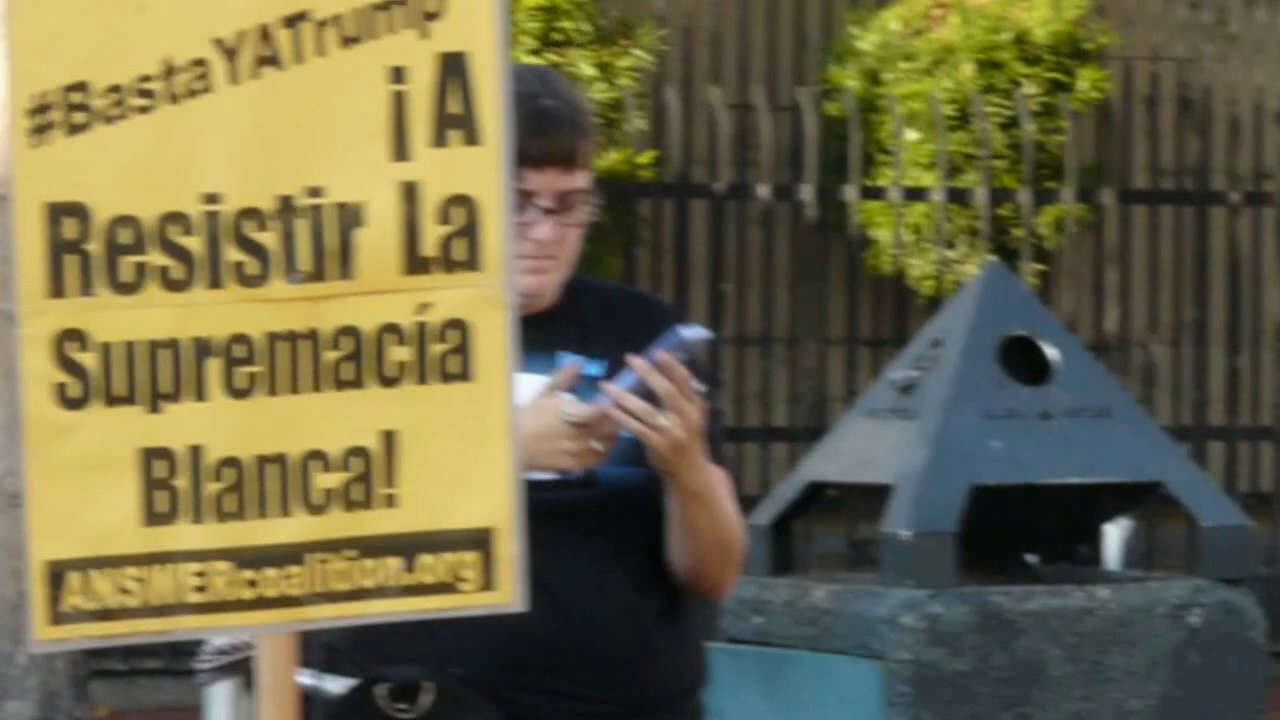 #BastaYATrump
¡A
Resistir La
Supremacía
Blanca!
ANSWERcoalition.org